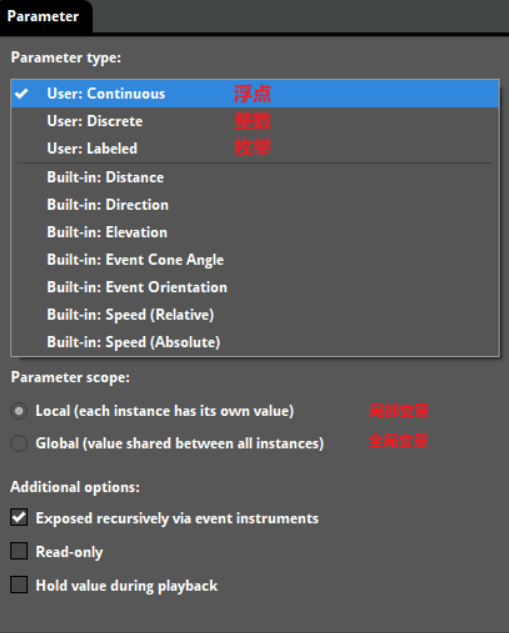 Parameter
Parameter type:
User: Continuous 浮点
User: Discrete 整数
User: Labeled 枚举
Built-in: Distance
Built-in: Direction
Built-in: Elevation
Built-in: Event Cone Angle
Built-in: Event Orientation
Built-in: Speed (Relative)
Built-in: Speed (Absolute)
Parameter scope:
Local (each instance has its own value) 局部变量
Global (value shared between all instances) 全局变量
Additional options:
Exposed recursively via event instruments
Read-only
Hold value during playback